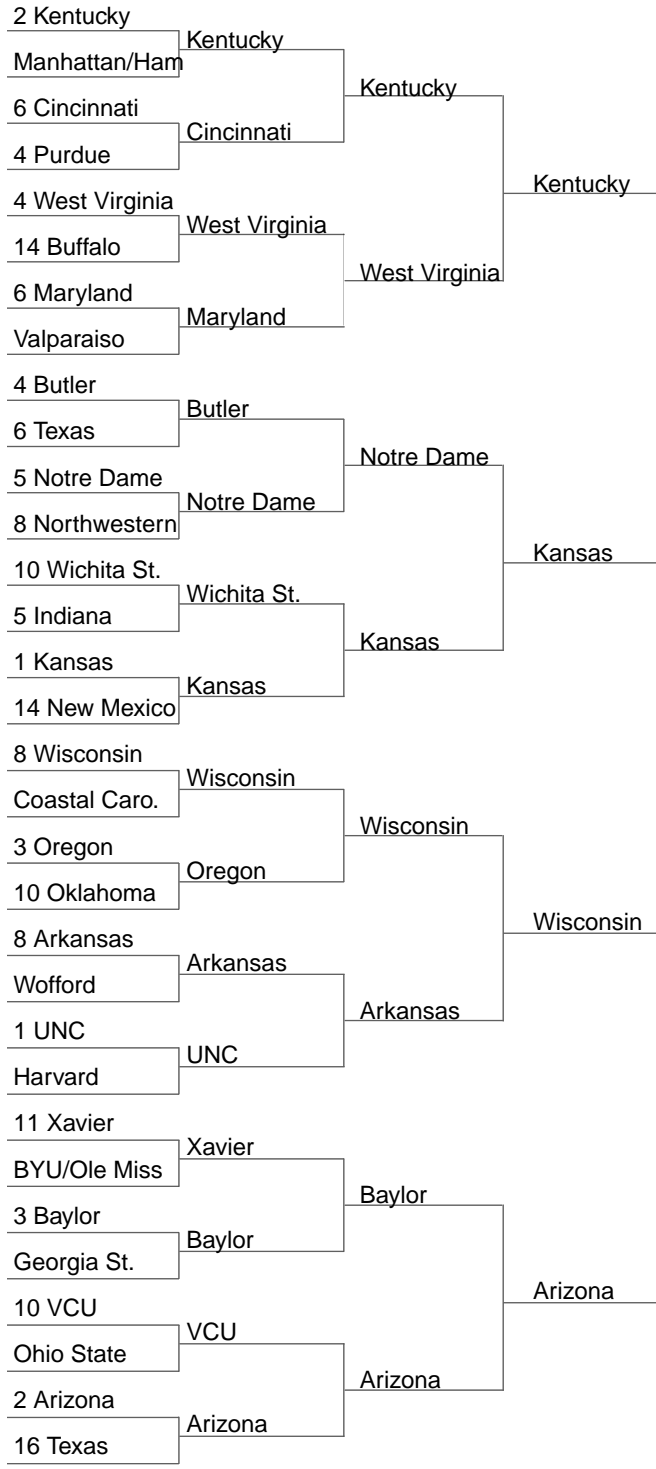 2 Kentucky
Manhattan/Ham
6 Cincinnati
4 Purdue
4 West Virginia
14 Buffalo
6 Maryland
Valparaiso
4 Butler
6 Texas
5 Notre Dame
8 Northwestern
10 Wichita St.
5 Indiana
1 Kansas
14 New Mexico
8 Wisconsin
Coastal Caro.
3 Oregon
10 Oklahoma
8 Arkansas
Wofford
1 UNC
Harvard
11 Xavier
BYU/Ole Miss
3 Baylor
Georgia St.
10 VCU
Ohio State
2 Arizona
16 Texas
Kentucky
Cincinnati
West Virginia
Maryland
Butler
Notre Dame
Wichita St.
Kansas
Wisconsin
Oregon
Arkansas
UNC
Xavier
Baylor
VCU
Arizona
Kentucky
West Virginia
Notre Dame
Kansas
Wisconsin
Arkansas
Baylor
Arizona
Kentucky
Kansas
Wisconsin
Arizona